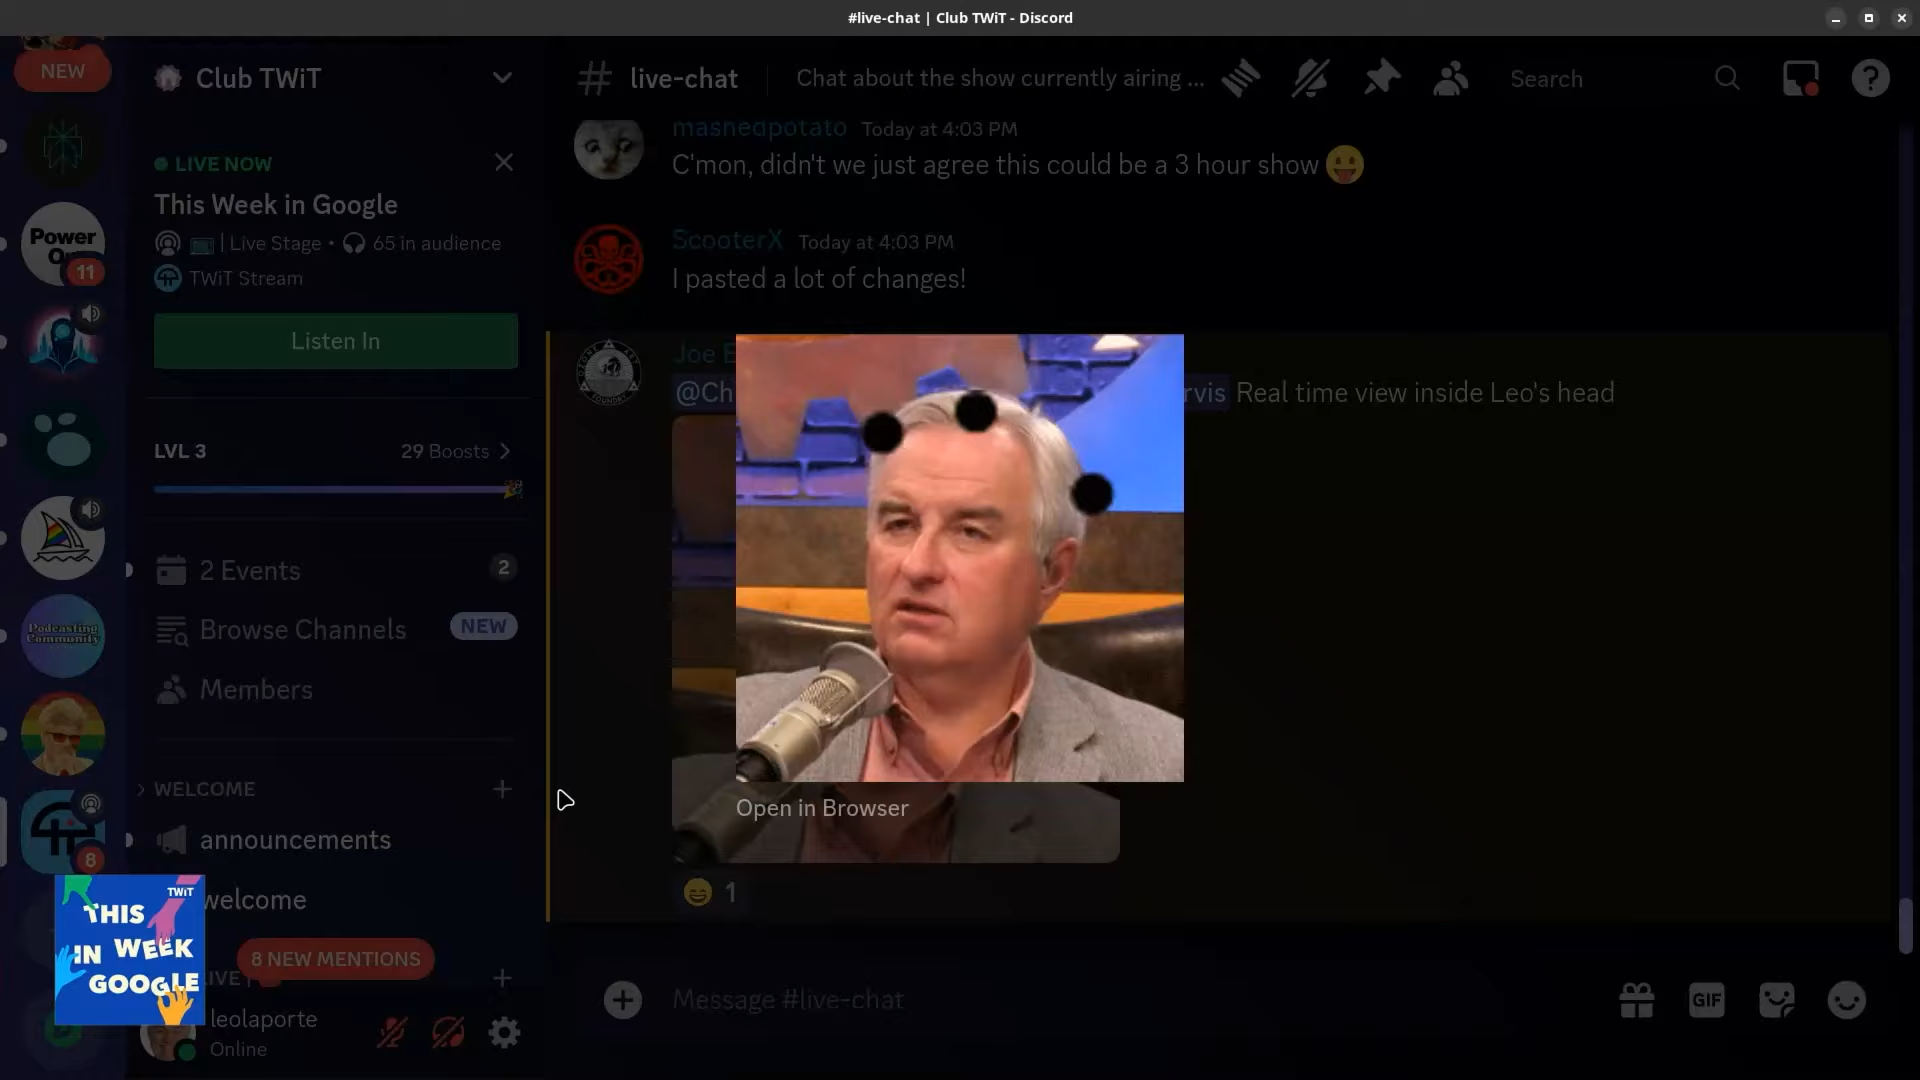 #live-chat | Club TWiT - Discord
NEW
Club TWiT
live-chat
Chat about the show currently airing ...
Search
mashedpotato Today at 4:03 PM
C'mon, didn't we just agree this could be a 3 hour show
LIVE NOW
This Week in Google
| Live Stage • 65 in audience
TWiT Stream
Listen In
Power
11
ScooterX Today at 4:03 PM
I pasted a lot of changes!
Joe
@Ch
rvis Real time view inside Leo's head
LVL 3
29 Boosts
2 Events
2
Browse Channels
NEW
Members
Podcasting
Community
WELCOME
announcements
8
welcome
Open in Browser
1
TWiT
THIS
IN WEEK
GOOGLE
8 NEW MENTIONS
LIVE
Message #live-chat
GIF
leolaporte
Online